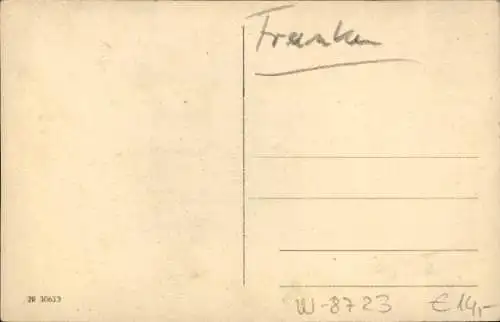 Franken
28 30613
W-8723 € 14,-